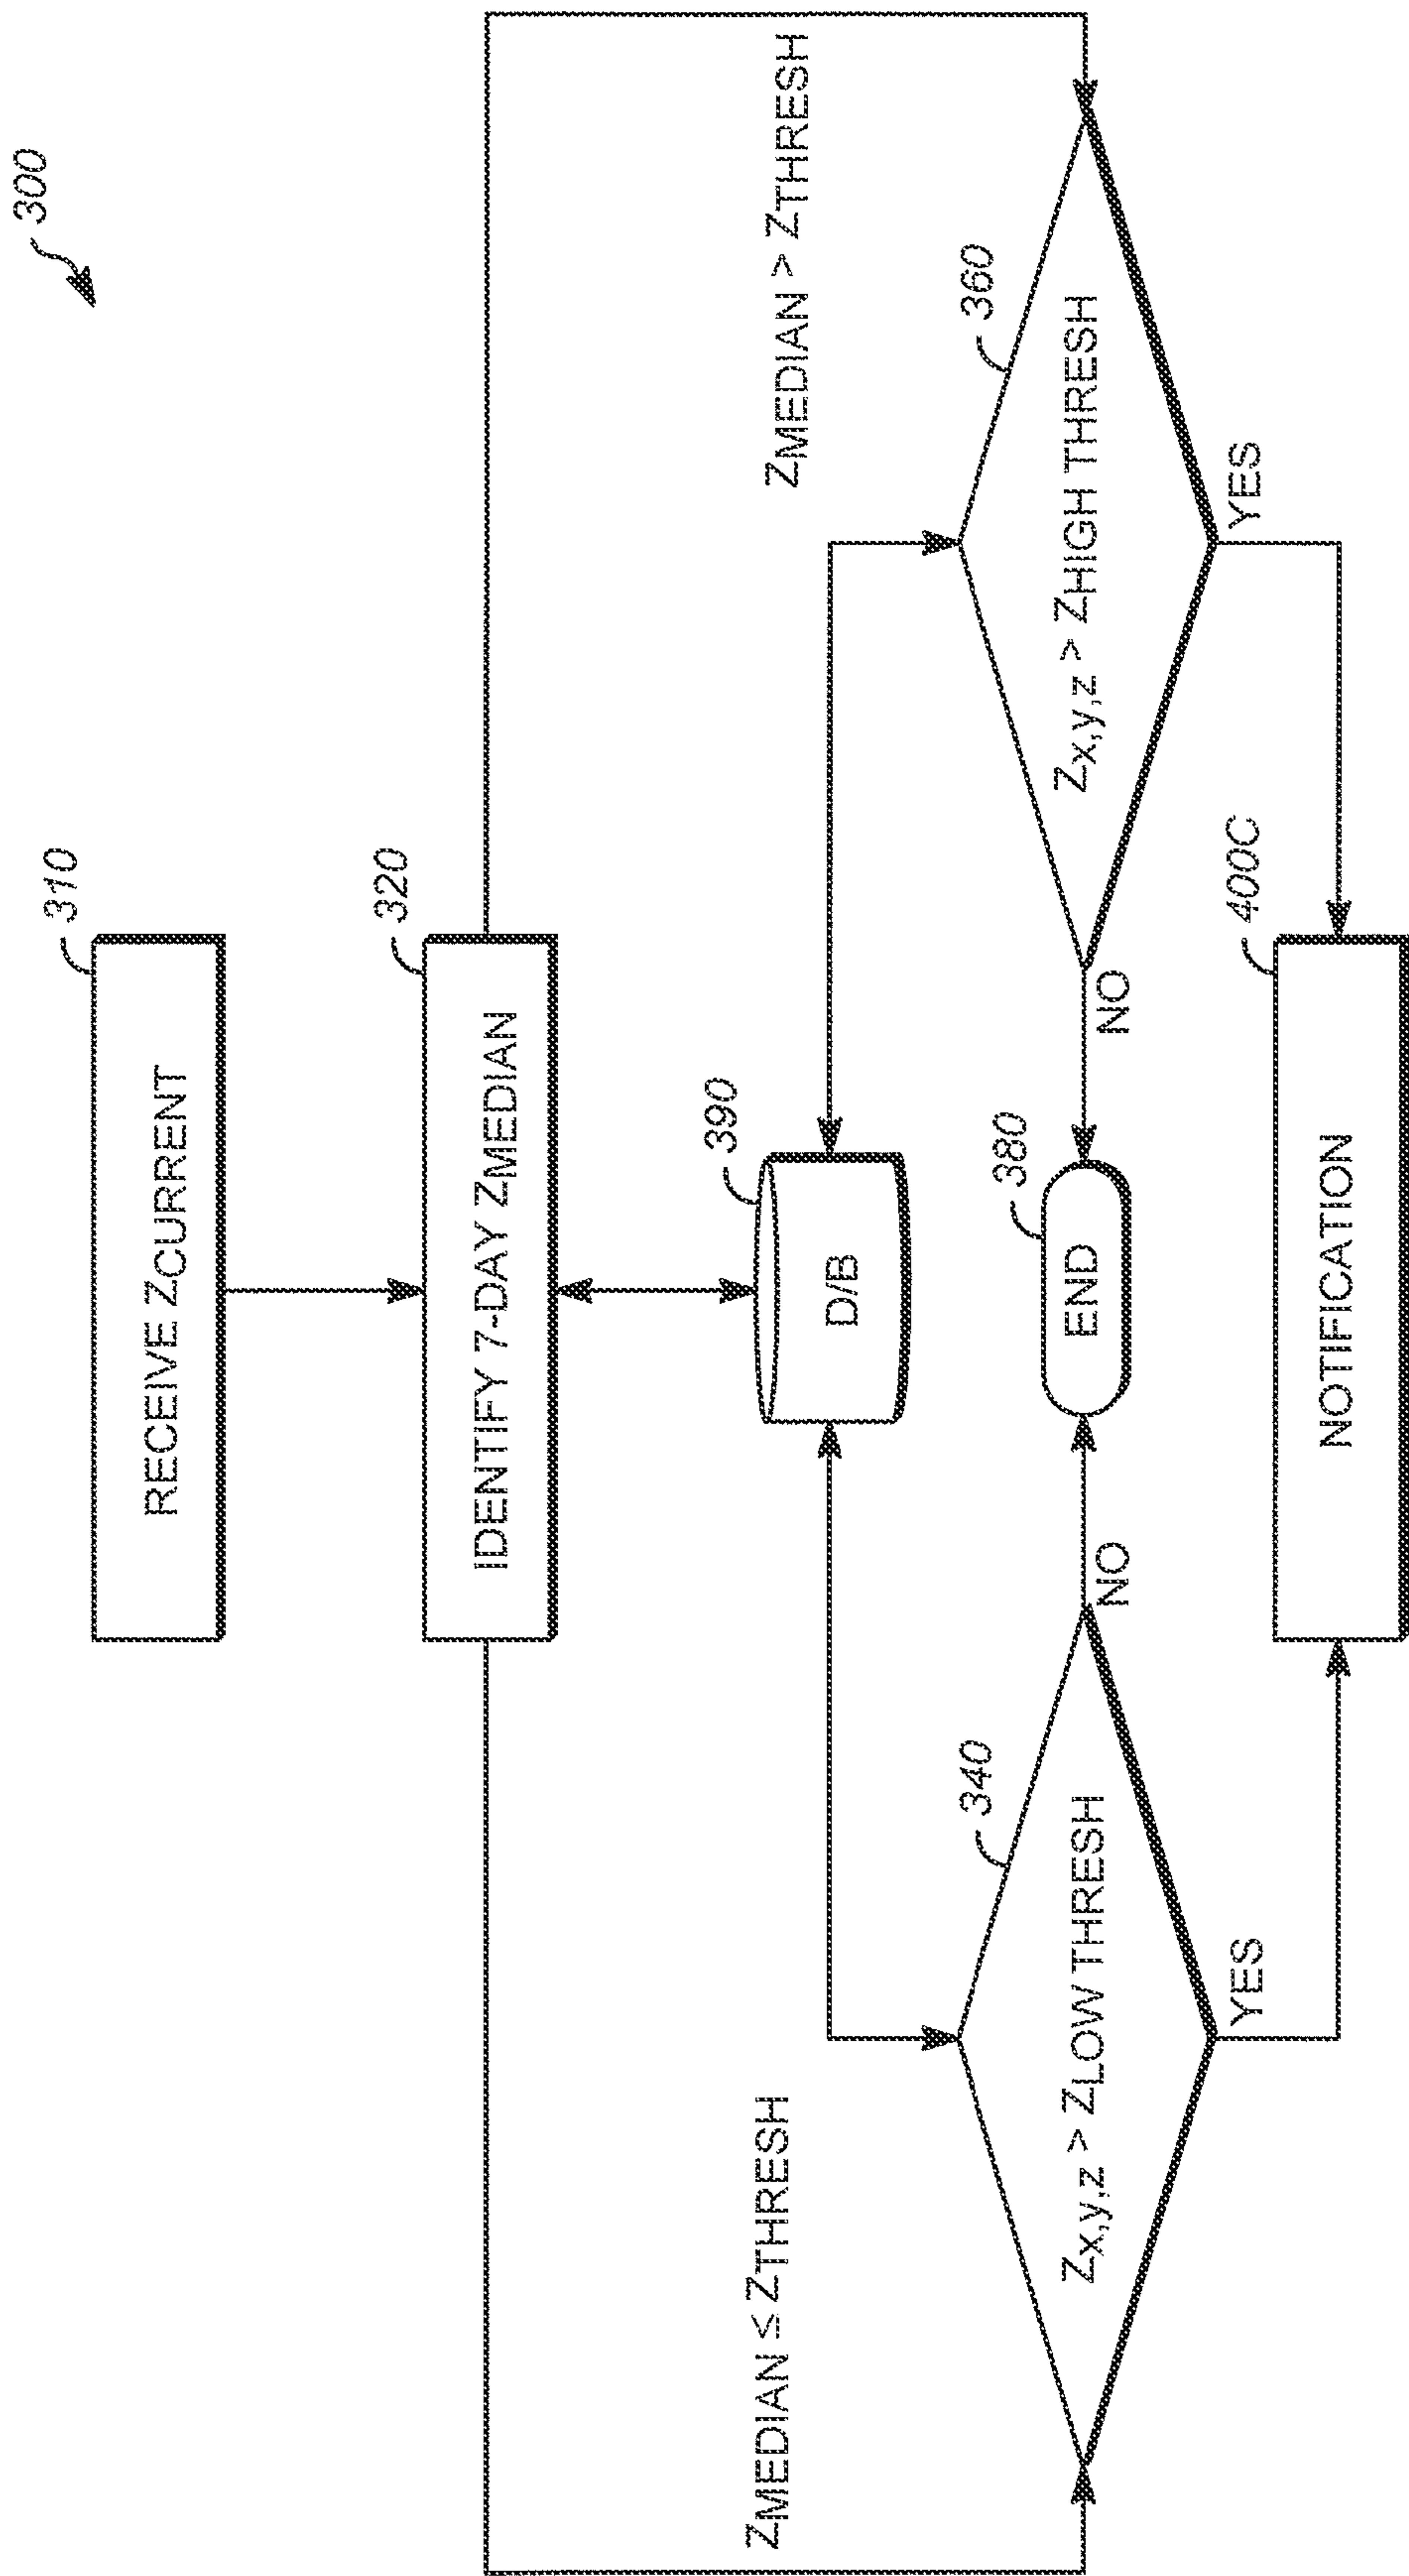 300
310
RECEIVE ZCURRENT
320
IDENTIFY 7-DAY ZMEDIAN
ZMEDIAN ≤ ZTHRESH
390
D/B
ZMEDIAN > ZTHRESH
340
Zx,y,z > ZLOW THRESH
NO
YES
380
END
360
Zx,y,z > ZHIGH THRESH
NO
YES
400C
NOTIFICATION